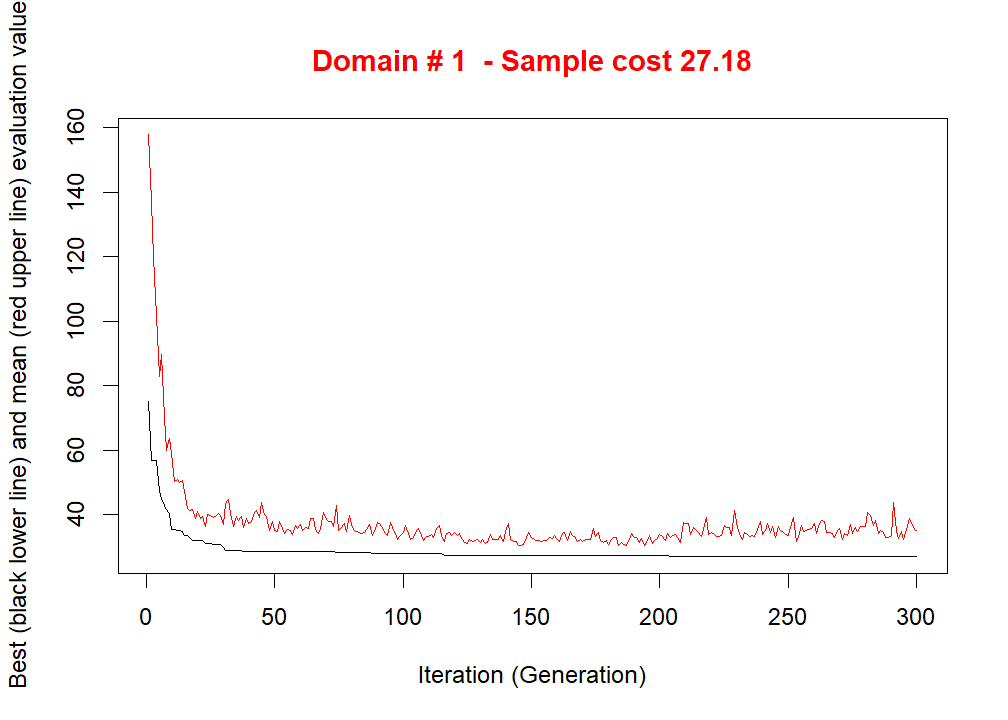 Domain # 1 - Sample cost 27.18
Best (black lower line) and mean (red upper line) evaluation value
160
140
120
100
80
60
40
0 50 100 150 200 250 300
Iteration (Generation)